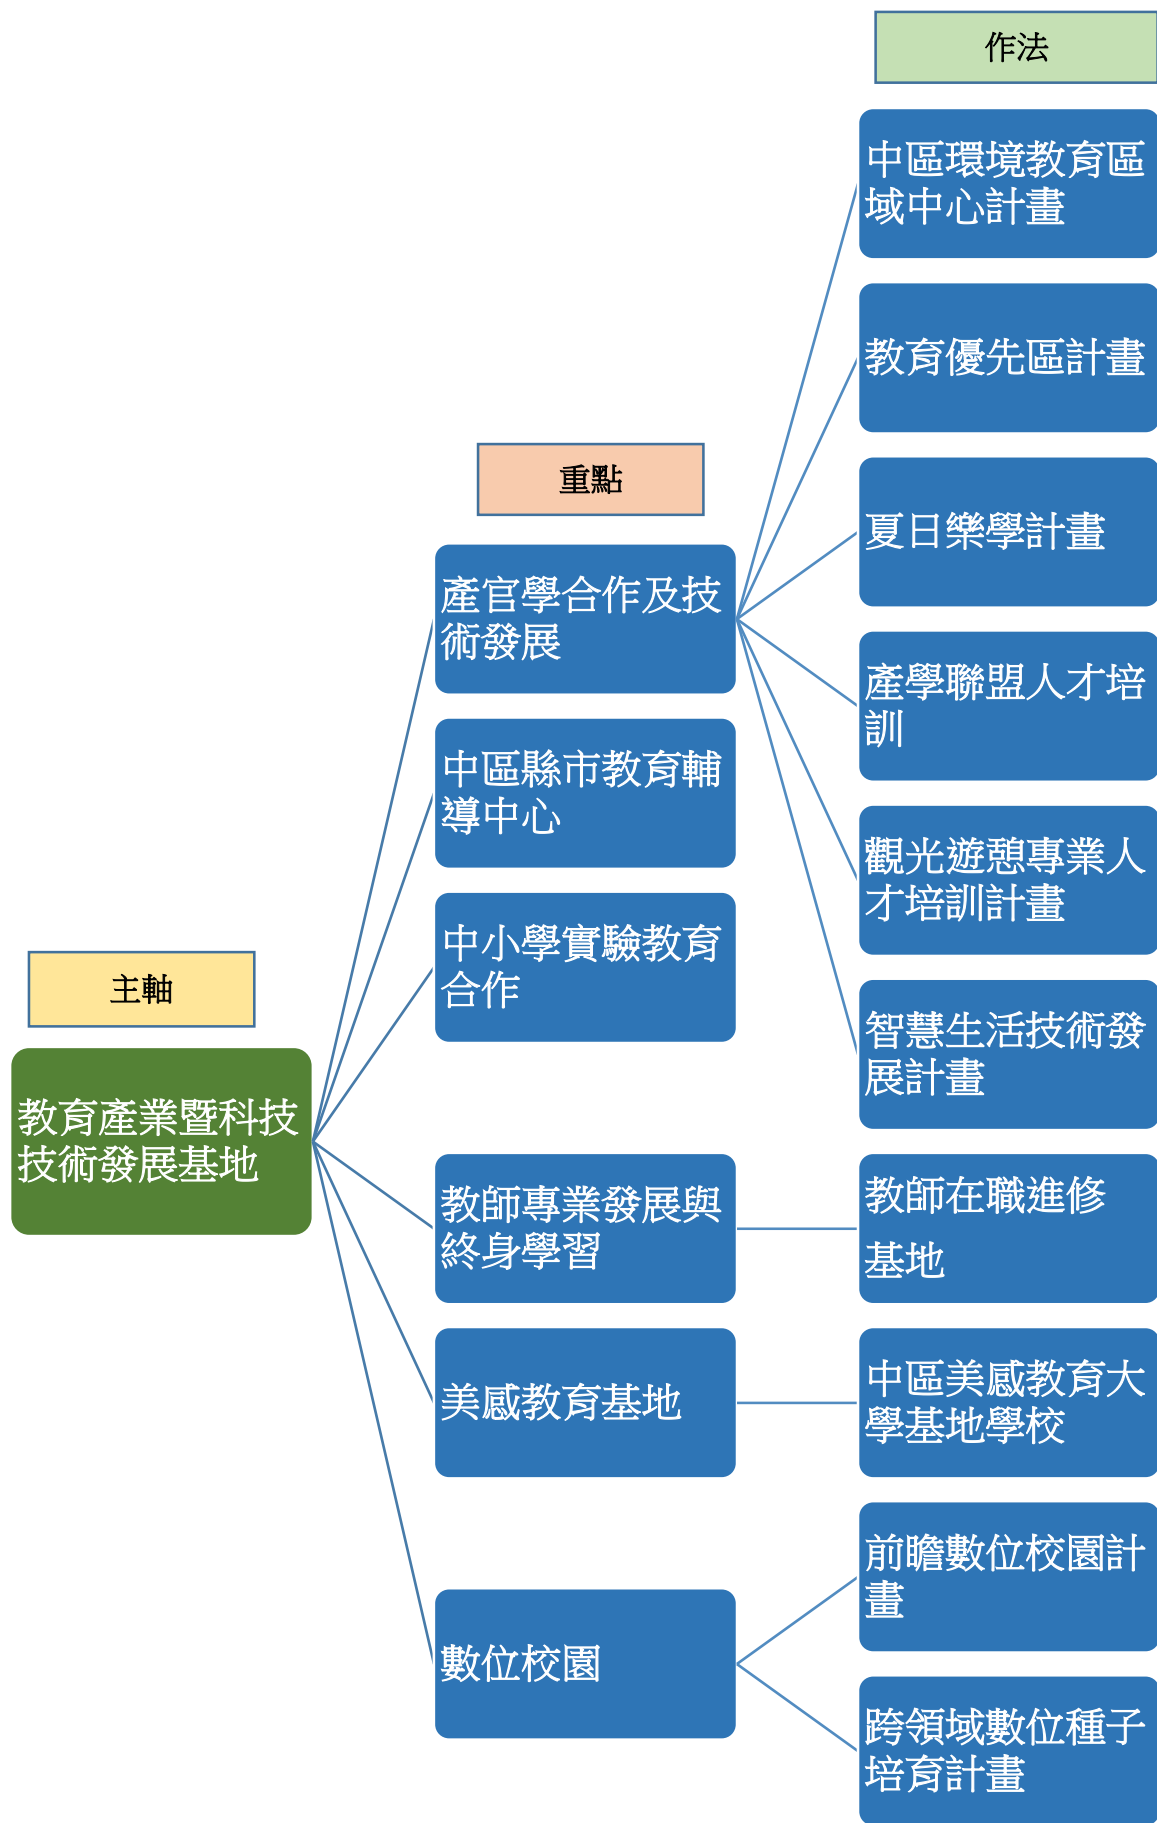 作法
中區環境教育區
域中心計畫
教育優先區計畫
重點
夏日樂學計畫
產官學合作及技
術發展
產學聯盟人才培
訓
中區縣市教育輔
導中心
觀光遊憩專業人
才培訓計畫
中小學實驗教育
合作
主軸
智慧生活技術發
展計畫
教育產業暨科技
技術發展基地
教師專業發展與
終身學習
教師在職進修
基地
美感教育基地
中區美感教育大
學基地學校
前瞻數位校園計
畫
數位校園
跨領域數位種子
培育計畫